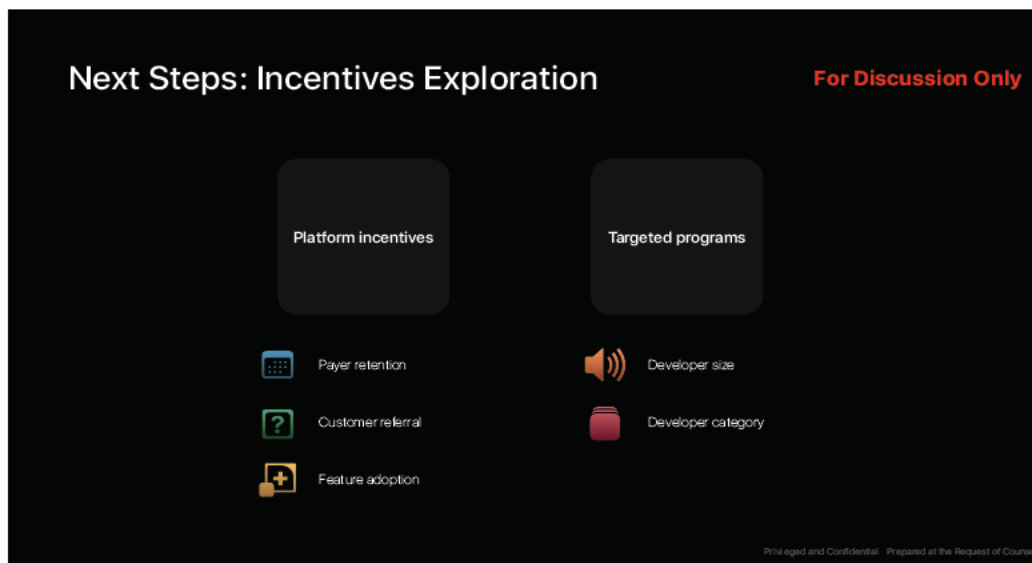 Next Steps: Incentives Exploration
For Discussion Only
Platform incentives
Targeted programs
Payer retention
Customer referral
Feature adoption
Developer size
Developer category
?
Privileged and Confidential Prepared at the Request of Couns